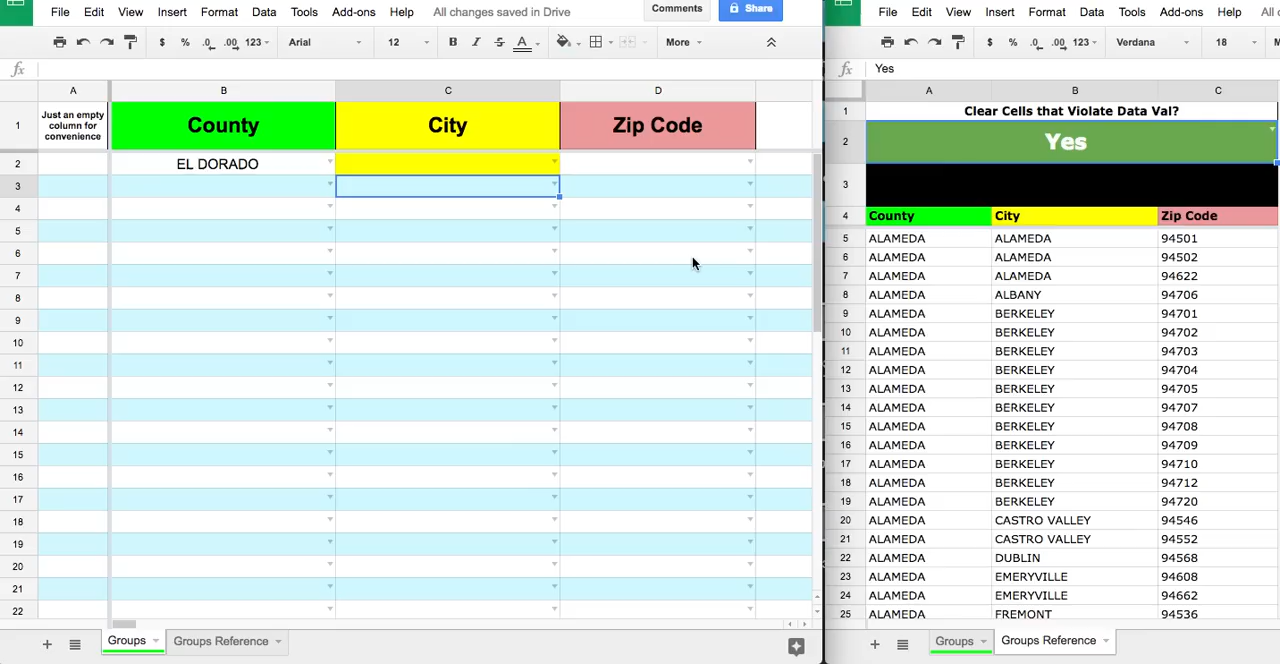 File Edit View Insert Format Data Tools Add-ons Help All changes saved in Drive Comments Share
$ % .0 .00 123 Arial 12 B I S A More
fx
A B C D
1 Just an empty column for convenience County City Zip Code
2 EL DORADO
3
4
5
6
7
8
9
10
11
12
13
14
15
16
17
18
19
20
21
22
+ Groups Groups Reference
File Edit View Insert Format Data Tools Add-ons Help All c
$ % .0 .00 123 Verdana 18 M
fx Yes
A B C
1 Clear Cells that Violate Data Val?
2 Yes
3
4 County City Zip Code
5 ALAMEDA ALAMEDA 94501
6 ALAMEDA ALAMEDA 94502
7 ALAMEDA ALAMEDA 94622
8 ALAMEDA ALBANY 94706
9 ALAMEDA BERKELEY 94701
10 ALAMEDA BERKELEY 94702
11 ALAMEDA BERKELEY 94703
12 ALAMEDA BERKELEY 94704
13 ALAMEDA BERKELEY 94705
14 ALAMEDA BERKELEY 94707
15 ALAMEDA BERKELEY 94708
16 ALAMEDA BERKELEY 94709
17 ALAMEDA BERKELEY 94710
18 ALAMEDA BERKELEY 94712
19 ALAMEDA BERKELEY 94720
20 ALAMEDA CASTRO VALLEY 94546
21 ALAMEDA CASTRO VALLEY 94552
22 ALAMEDA DUBLIN 94568
23 ALAMEDA EMERYVILLE 94608
24 ALAMEDA EMERYVILLE 94662
25 ALAMEDA FREMONT 94536
+ Groups Groups Reference